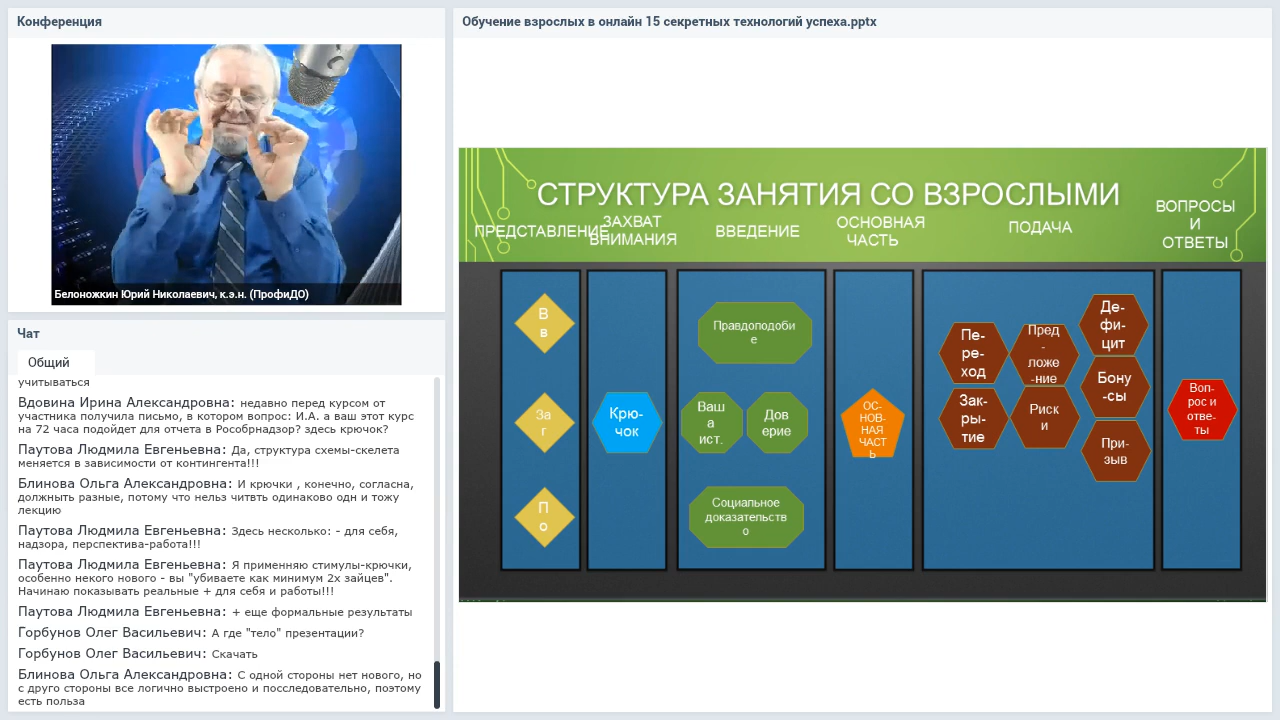 Конференция
Белоножкин Юрий Николаевич, к.э.н. (ПрофиДО)
Чат
Общий
учитываться
Вдовина Ирина Александровна: недавно перед курсом от
участника получила письмо, в котором вопрос: И.А. а ваш этот курс
на 72 часа подойдет для отчета в Рособрнадзор? здесь крючок?
Паутова Людмила Евгеньевна: Да, структура схемы-скелета
меняется в зависимости от контингента!!!
Блинова Ольга Александровна: И крючки , конечно, согласна,
должныть разные, потому что нельз читвть одинаково одн и тожу
лекцию
Паутова Людмила Евгеньевна: Здесь несколько: - для себя,
надзора, перспектива-работа!!!
Паутова Людмила Евгеньевна: Я применяю стимулы-крючки,
особенно некого нового - вы "убиваете как минимум 2х зайцев".
Начинаю показывать реальные + для себя и работы!!!
Паутова Людмила Евгеньевна: + еще формальные результаты
Горбунов Олег Васильевич: А где "тело" презентации?
Горбунов Олег Васильевич: Скачать
Блинова Ольга Александровна: С одной стороны нет нового, но
с друго стороны все логично выстроено и посследовательно, поэтому
есть польза
Обучение взрослых в онлайн 15 секретных технологий успеха.pptx
СТРУКТУРА ЗАНЯТИЯ СО ВЗРОСЛЫМИ
ПРЕДСТАВЛЕНИЕ
ЗАХВАТ
ВНИМАНИЯ
ВВЕДЕНИЕ
ОСНОВНАЯ
ЧАСТЬ
ПОДАЧА
ВОПРОСЫ
И
ОТВЕТЫ
В
в
За
г
П
о
Крю-
чок
Правдоподоби
е
Ваш
а
ист.
Дов
ерие
Социальное
доказательств
о
ОС-
НОВ-
НАЯ
ЧАСТ
Ь
Пе-
ре-
ход
Пред
-
ложе
-ние
Де-
фи-
цит
Зак-
ры-
тие
Риск
и
Бону
-сы
При-
зыв
Воп-
рос и
отве-
ты